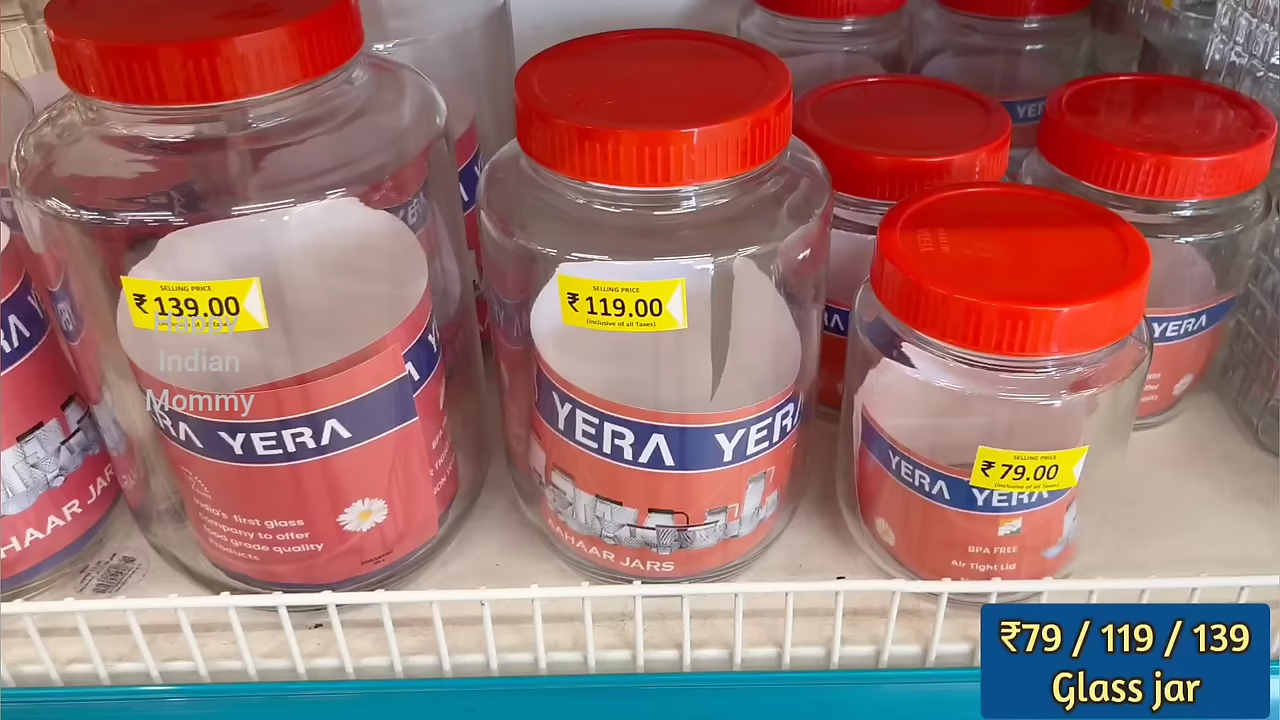 SELLING PRICE
₹ 139.00
Happy
Indian
Mommy
YERA
India's first glass
company to offer
food grade quality
Products
SELLING PRICE
₹ 119.00
(Inclusive of all Taxes)
YERA YERA
AAHAAR JARS
SELLING PRICE
₹ 79.00
(Inclusive of all Taxes)
YERA YERA
BPA FREE
Air Tight Lid
YERA
HAAR JAR
₹79 / 119 / 139
Glass jar